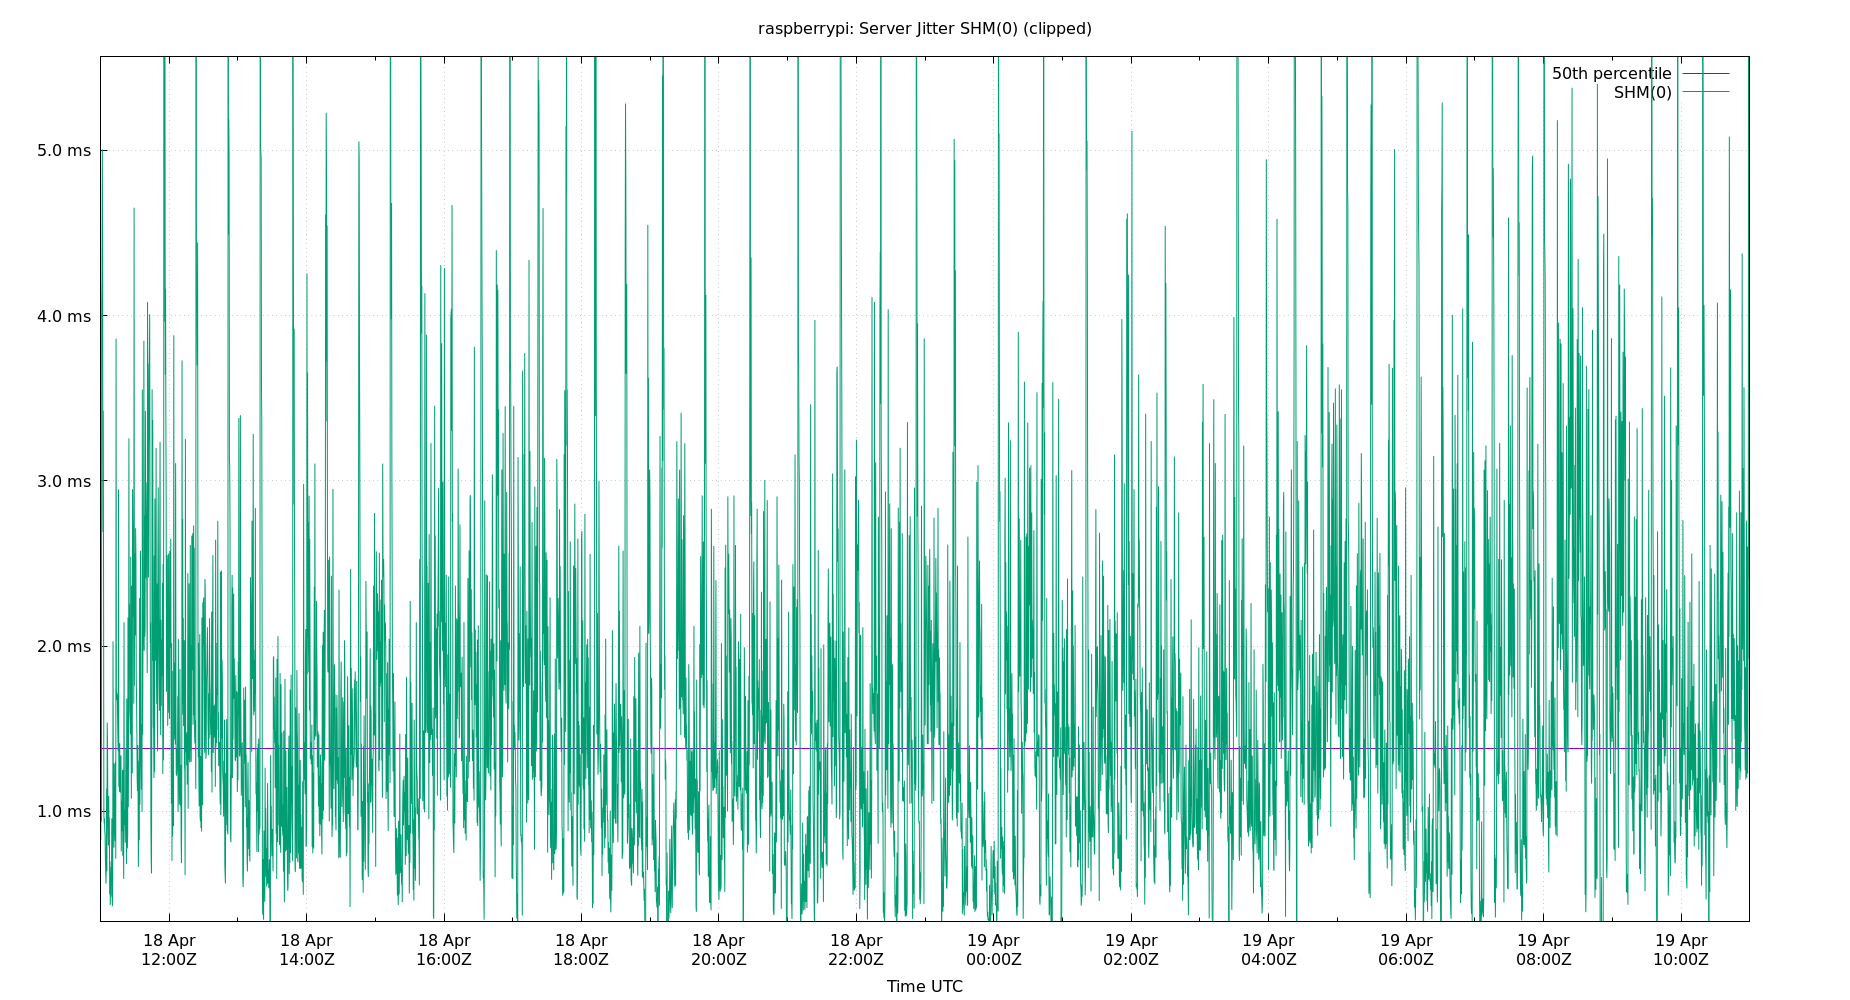 raspberrypi: Server Jitter SHM(0) (clipped)
50th percentile
SHM(0)
5.0 ms
4.0 ms
3.0 ms
2.0 ms
1.0 ms
18 Apr 18 Apr 18 Apr 18 Apr 18 Apr 18 Apr 19 Apr 19 Apr 19 Apr 19 Apr 19 Apr 19 Apr
12:00Z 14:00Z 16:00Z 18:00Z 20:00Z 22:00Z 00:00Z 02:00Z 04:00Z 06:00Z 08:00Z 10:00Z
Time UTC